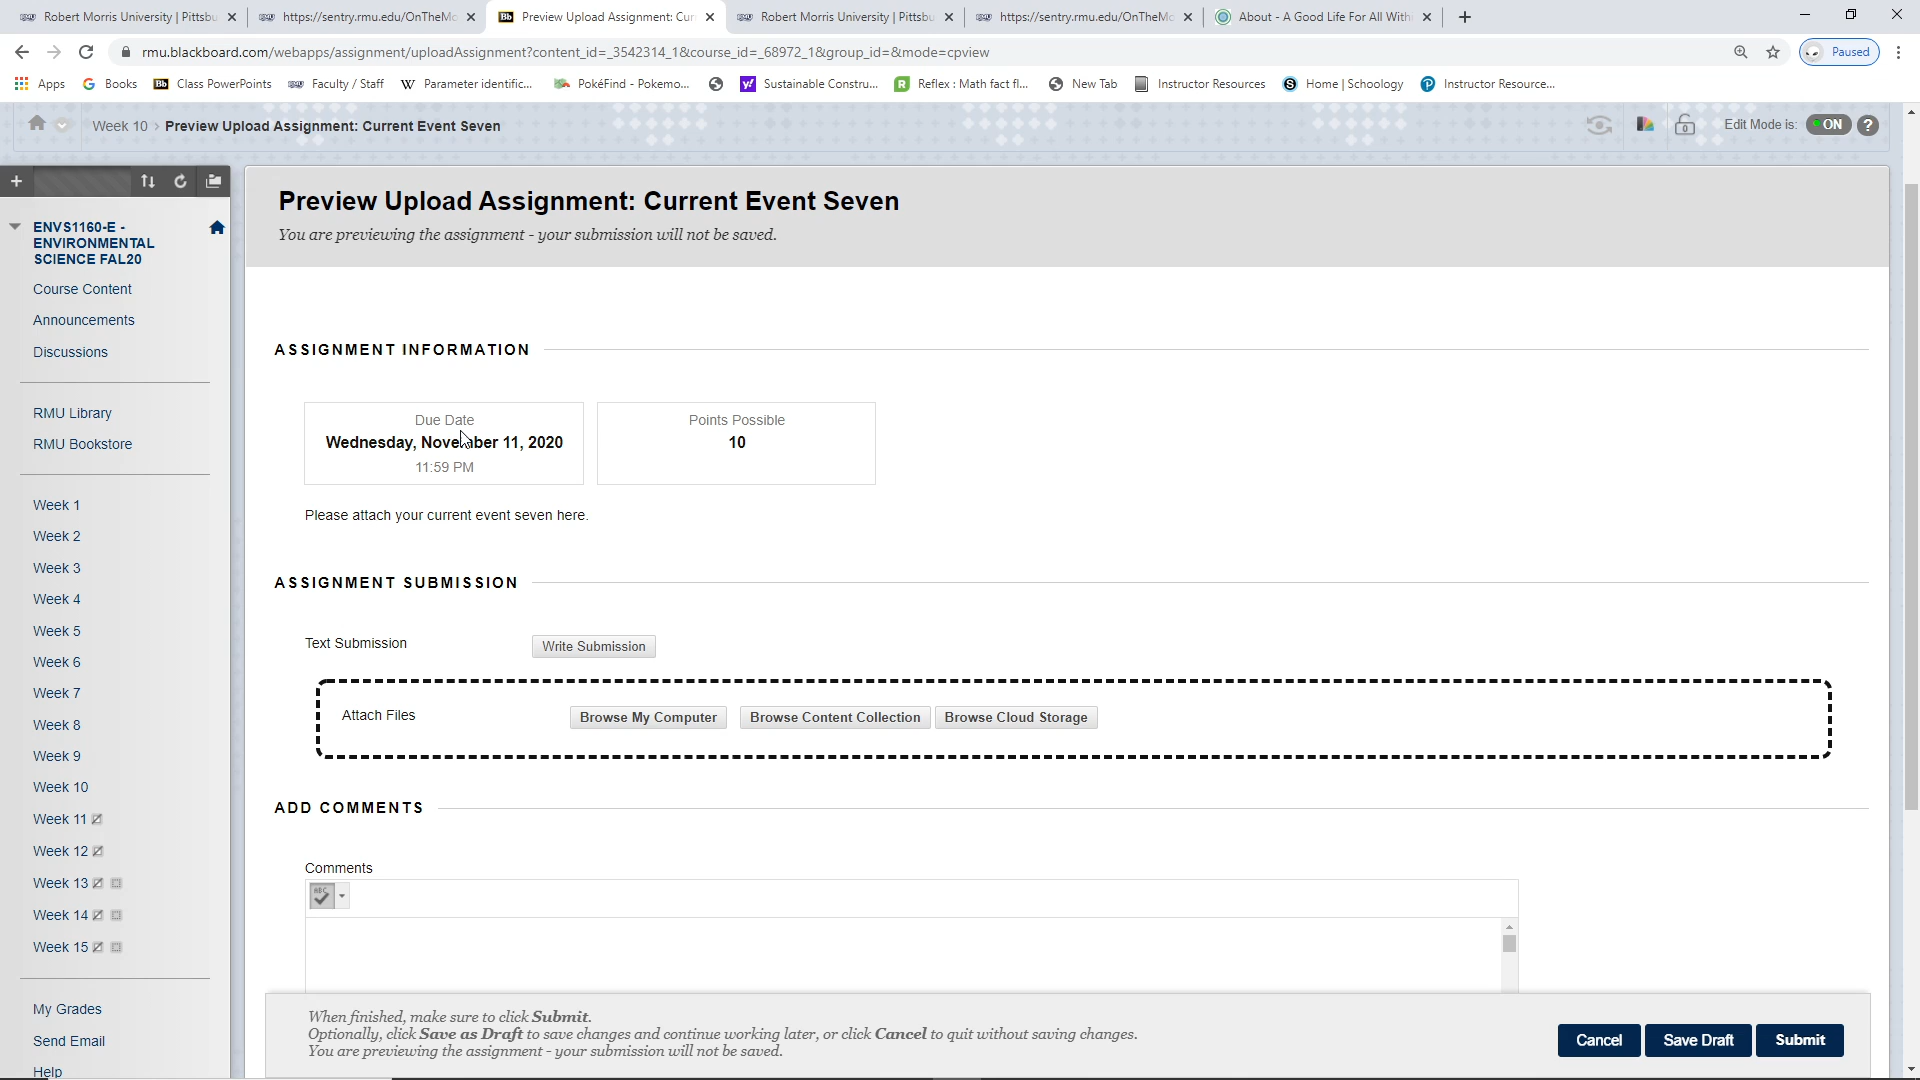 Robert Morris University | Pittsbu
https://sentry.rmu.edu/OnTheMo
Preview Upload Assignment: Cur
Robert Morris University | Pittsbu
https://sentry.rmu.edu/OnTheMo
About - A Good Life For All With
rmu.blackboard.com/webapps/assignment/uploadAssignment?content_id=_3542314_1&course_id=_68972_1&group_id=&mode=cpview
Paused
Apps
Books
Class PowerPoints
Faculty / Staff
Parameter identific...
PokéFind - Pokemo...
Sustainable Constru...
Reflex : Math fact fl...
New Tab
Instructor Resources
Home | Schoology
Instructor Resource...
Week 10 > Preview Upload Assignment: Current Event Seven
Edit Mode is: ON ?
ENVS1160-E -
ENVIRONMENTAL
SCIENCE FAL20
Course Content
Announcements
Discussions
RMU Library
RMU Bookstore
Week 1
Week 2
Week 3
Week 4
Week 5
Week 6
Week 7
Week 8
Week 9
Week 10
Week 11
Week 12
Week 13
Week 14
Week 15
My Grades
Send Email
Help
Preview Upload Assignment: Current Event Seven
You are previewing the assignment - your submission will not be saved.
ASSIGNMENT INFORMATION
Due Date
Wednesday, November 11, 2020
11:59 PM
Points Possible
10
Please attach your current event seven here.
ASSIGNMENT SUBMISSION
Text Submission
Write Submission
Attach Files
Browse My Computer
Browse Content Collection
Browse Cloud Storage
ADD COMMENTS
Comments
ABC
When finished, make sure to click Submit.
Optionally, click Save as Draft to save changes and continue working later, or click Cancel to quit without saving changes.
You are previewing the assignment - your submission will not be saved.
Cancel
Save Draft
Submit